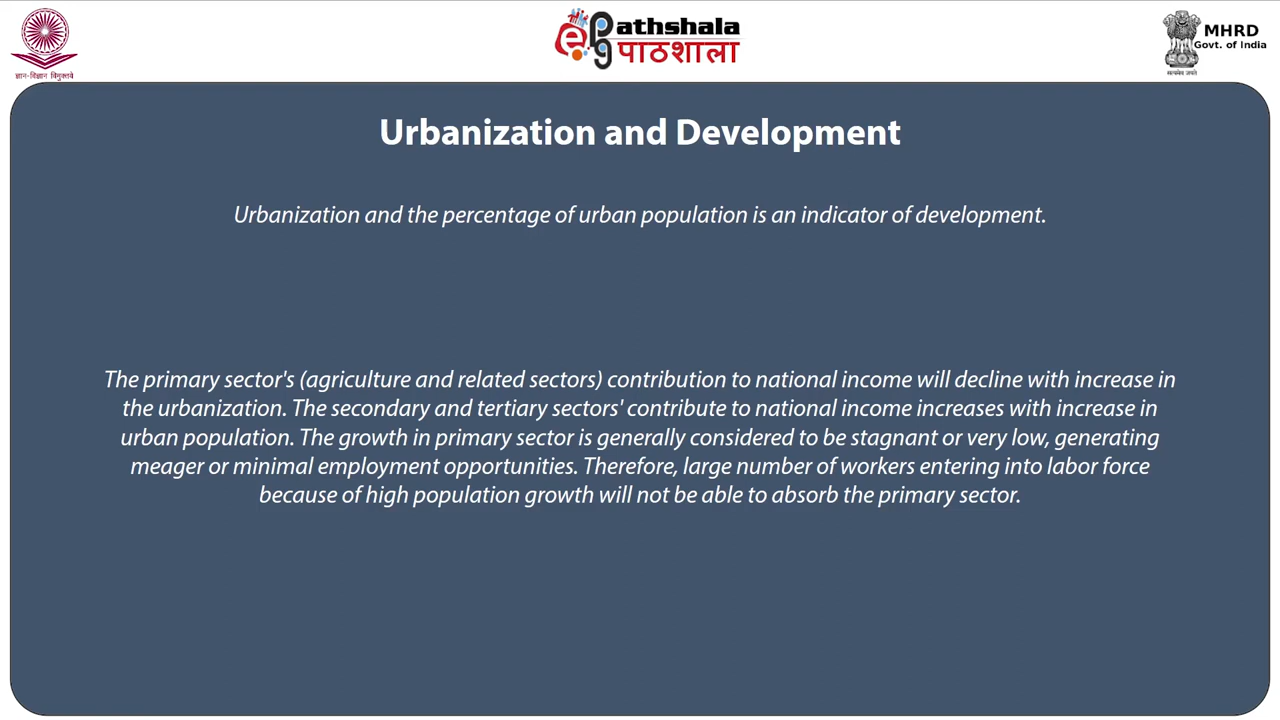 ज्ञान-विज्ञान विमुक्तये
ePG Pathshala
पाठशाला
MHRD
Govt. of India
सत्यमेव जयते
Urbanization and Development
Urbanization and the percentage of urban population is an indicator of development.
The primary sector's (agriculture and related sectors) contribution to national income will decline with increase in
the urbanization. The secondary and tertiary sectors' contribute to national income increases with increase in
urban population. The growth in primary sector is generally considered to be stagnant or very low, generating
meager or minimal employment opportunities. Therefore, large number of workers entering into labor force
because of high population growth will not be able to absorb the primary sector.